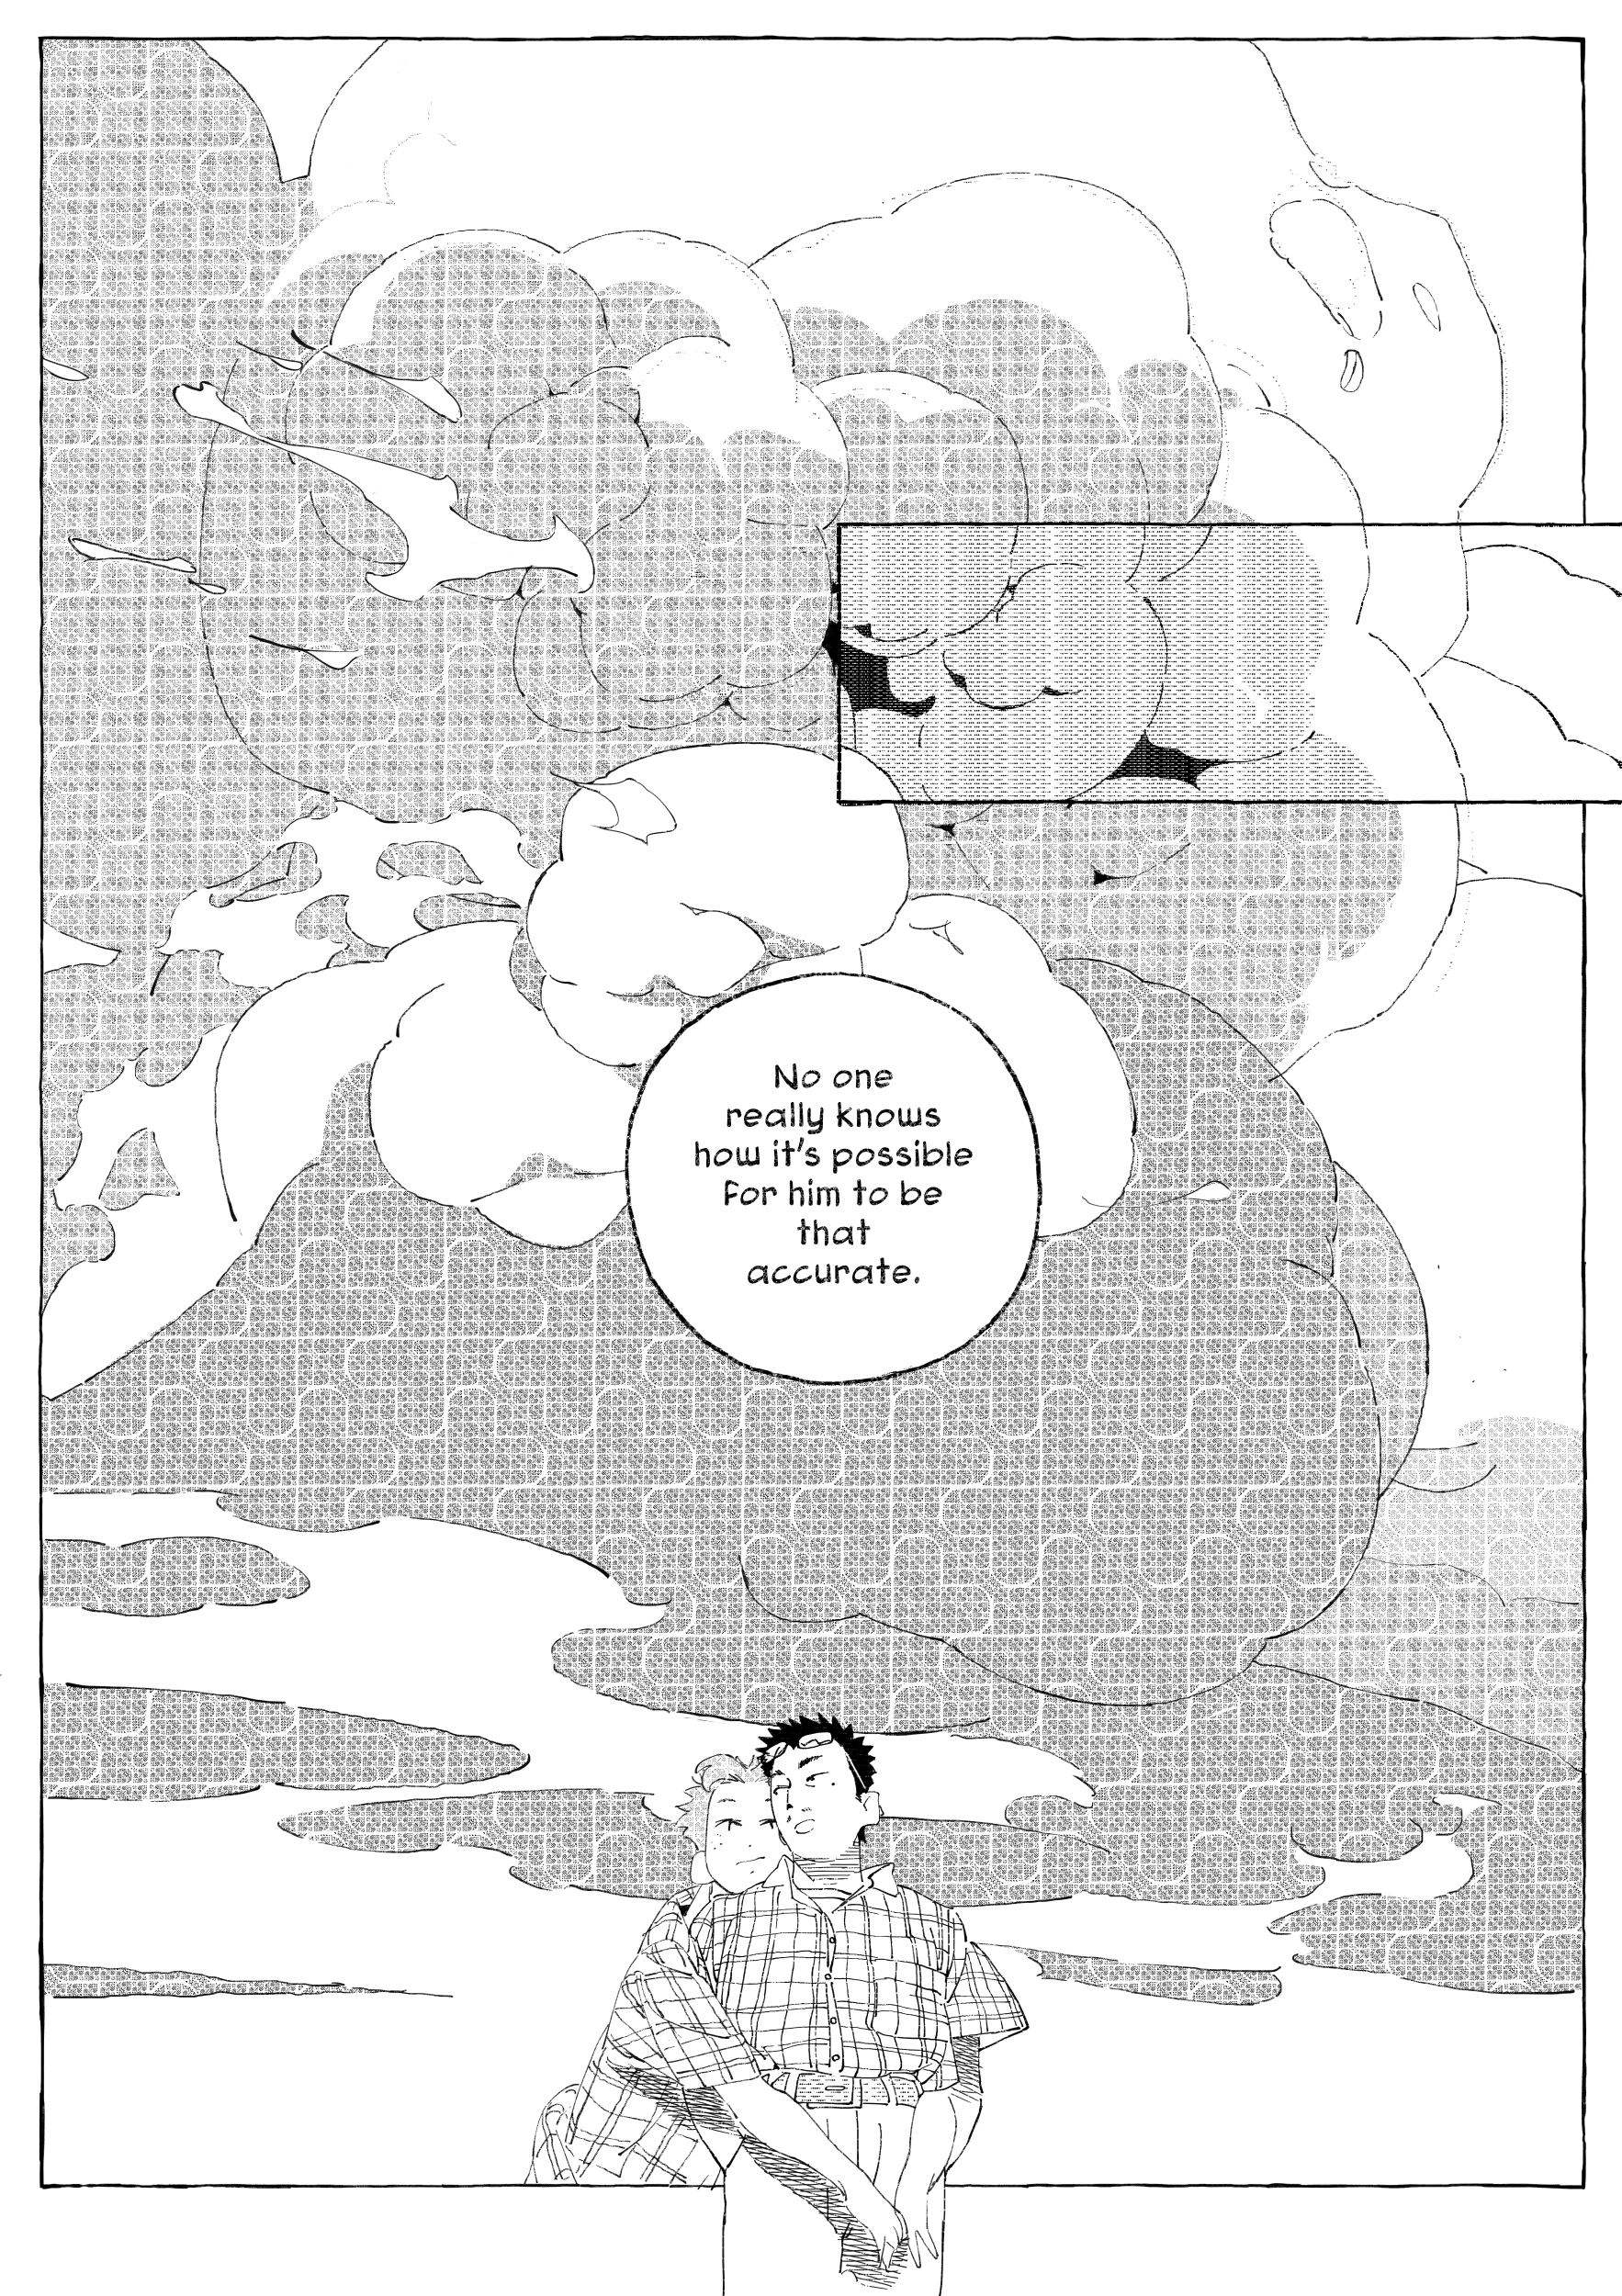 No one
really knows
how it's possible
for him to be
that
accurate.